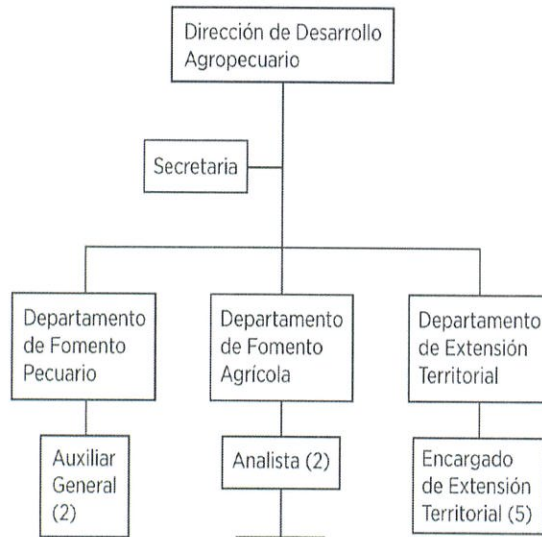 Dirección de Desarrollo
Agropecuario
Secretaria
Departamento
de Fomento
Pecuario
Departamento
de Fomento
Agrícola
Departamento
de Extensión
Territorial
Auxiliar
General
(2)
Analista (2)
Encargado
de Extensión
Territorial (5)